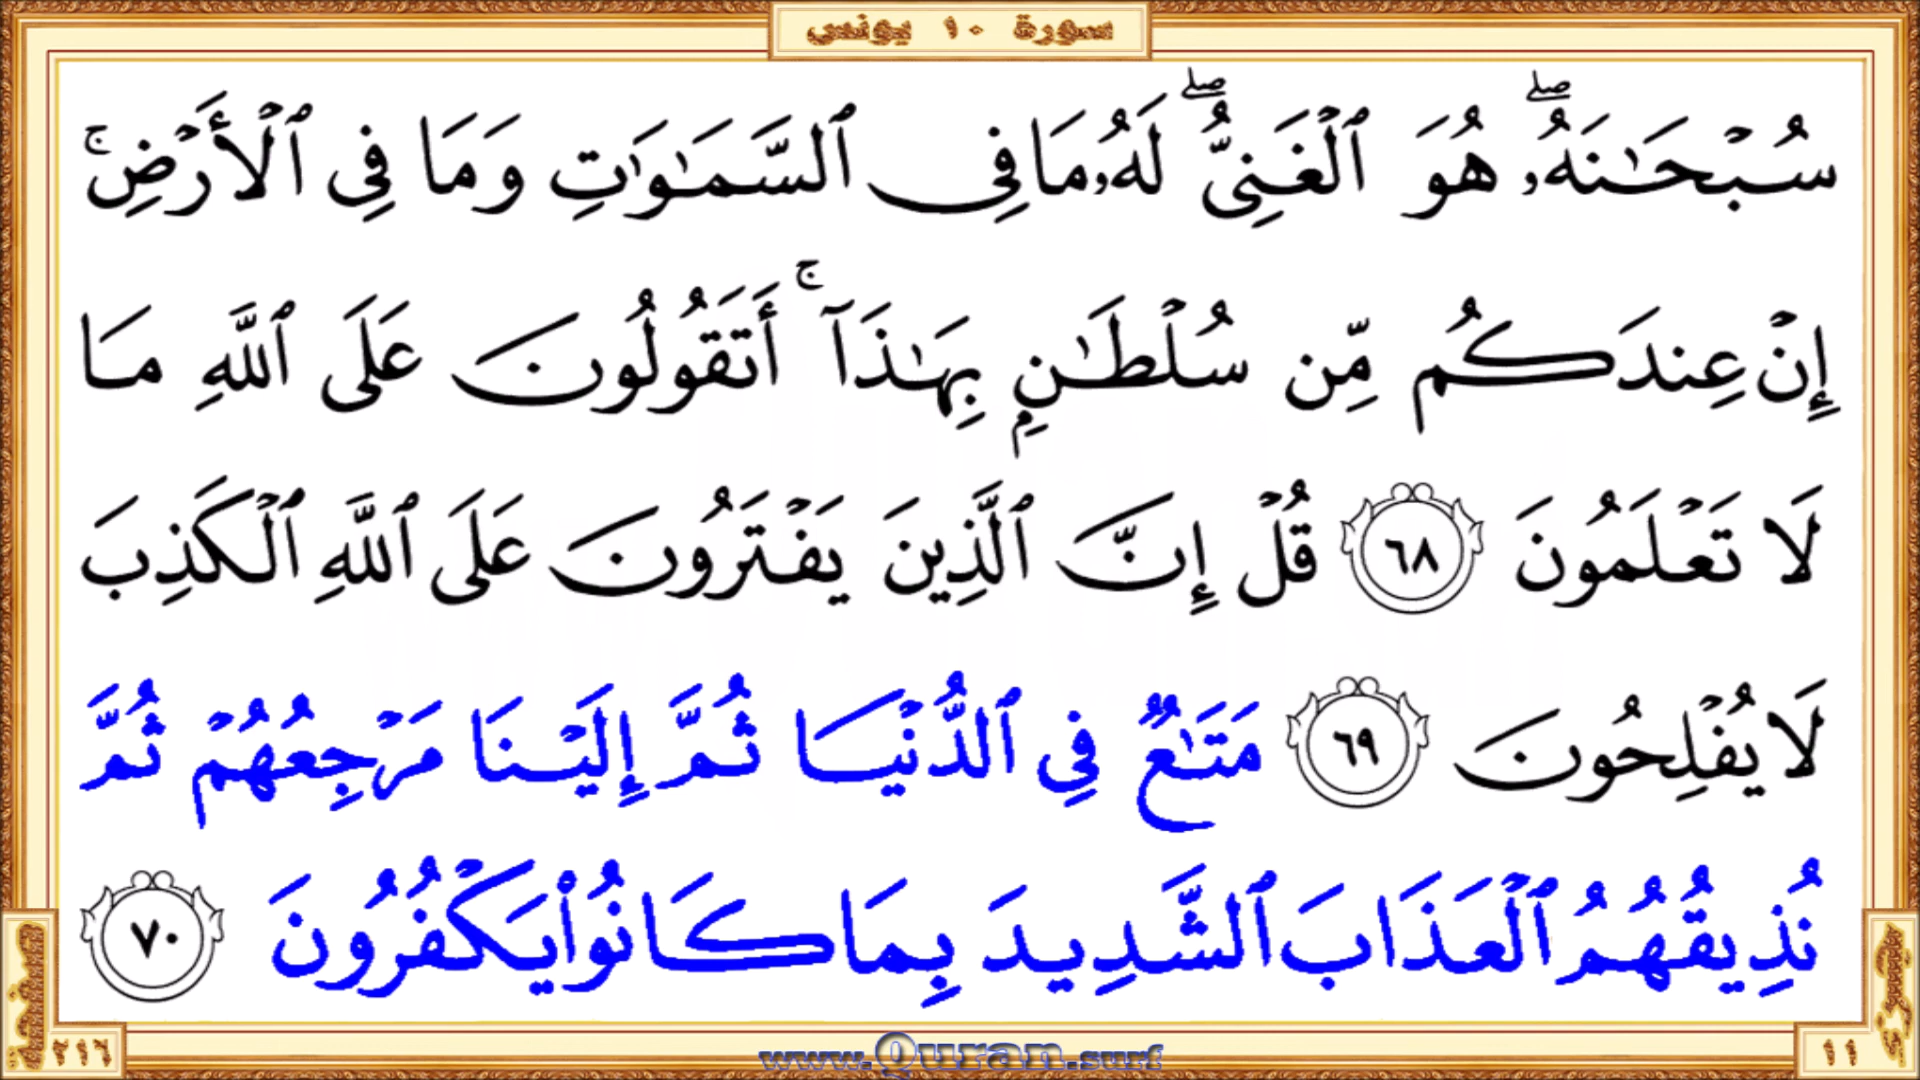 سورة ١٠ يونس
سُبْحَٰنَهُۥ ۖ هُوَ ٱلْغَنِىُّ ۖ لَهُۥ مَا فِى ٱلسَّمَٰوَٰتِ وَمَا فِى ٱلْأَرْضِ ۚ
إِنْ عِندَكُم مِّن سُلْطَٰنٍۭ بِهَٰذَآ ۚ أَتَقُولُونَ عَلَى ٱللَّهِ مَا
لَا تَعْلَمُونَ ٦٨ قُلْ إِنَّ ٱلَّذِينَ يَفْتَرُونَ عَلَى ٱللَّهِ ٱلْكَذِبَ
لَا يُفْلِحُونَ ٦٩ مَتَٰعٌ فِى ٱلدُّنْيَا ثُمَّ إِلَيْنَا مَرْجِعُهُمْ ثُمَّ
نُذِيقُهُمُ ٱلْعَذَابَ ٱلشَّدِيدَ بِمَا كَانُوا۟ يَكْفُرُونَ ٧٠
صفحة ٢١٦
www.Quran.surf
١١